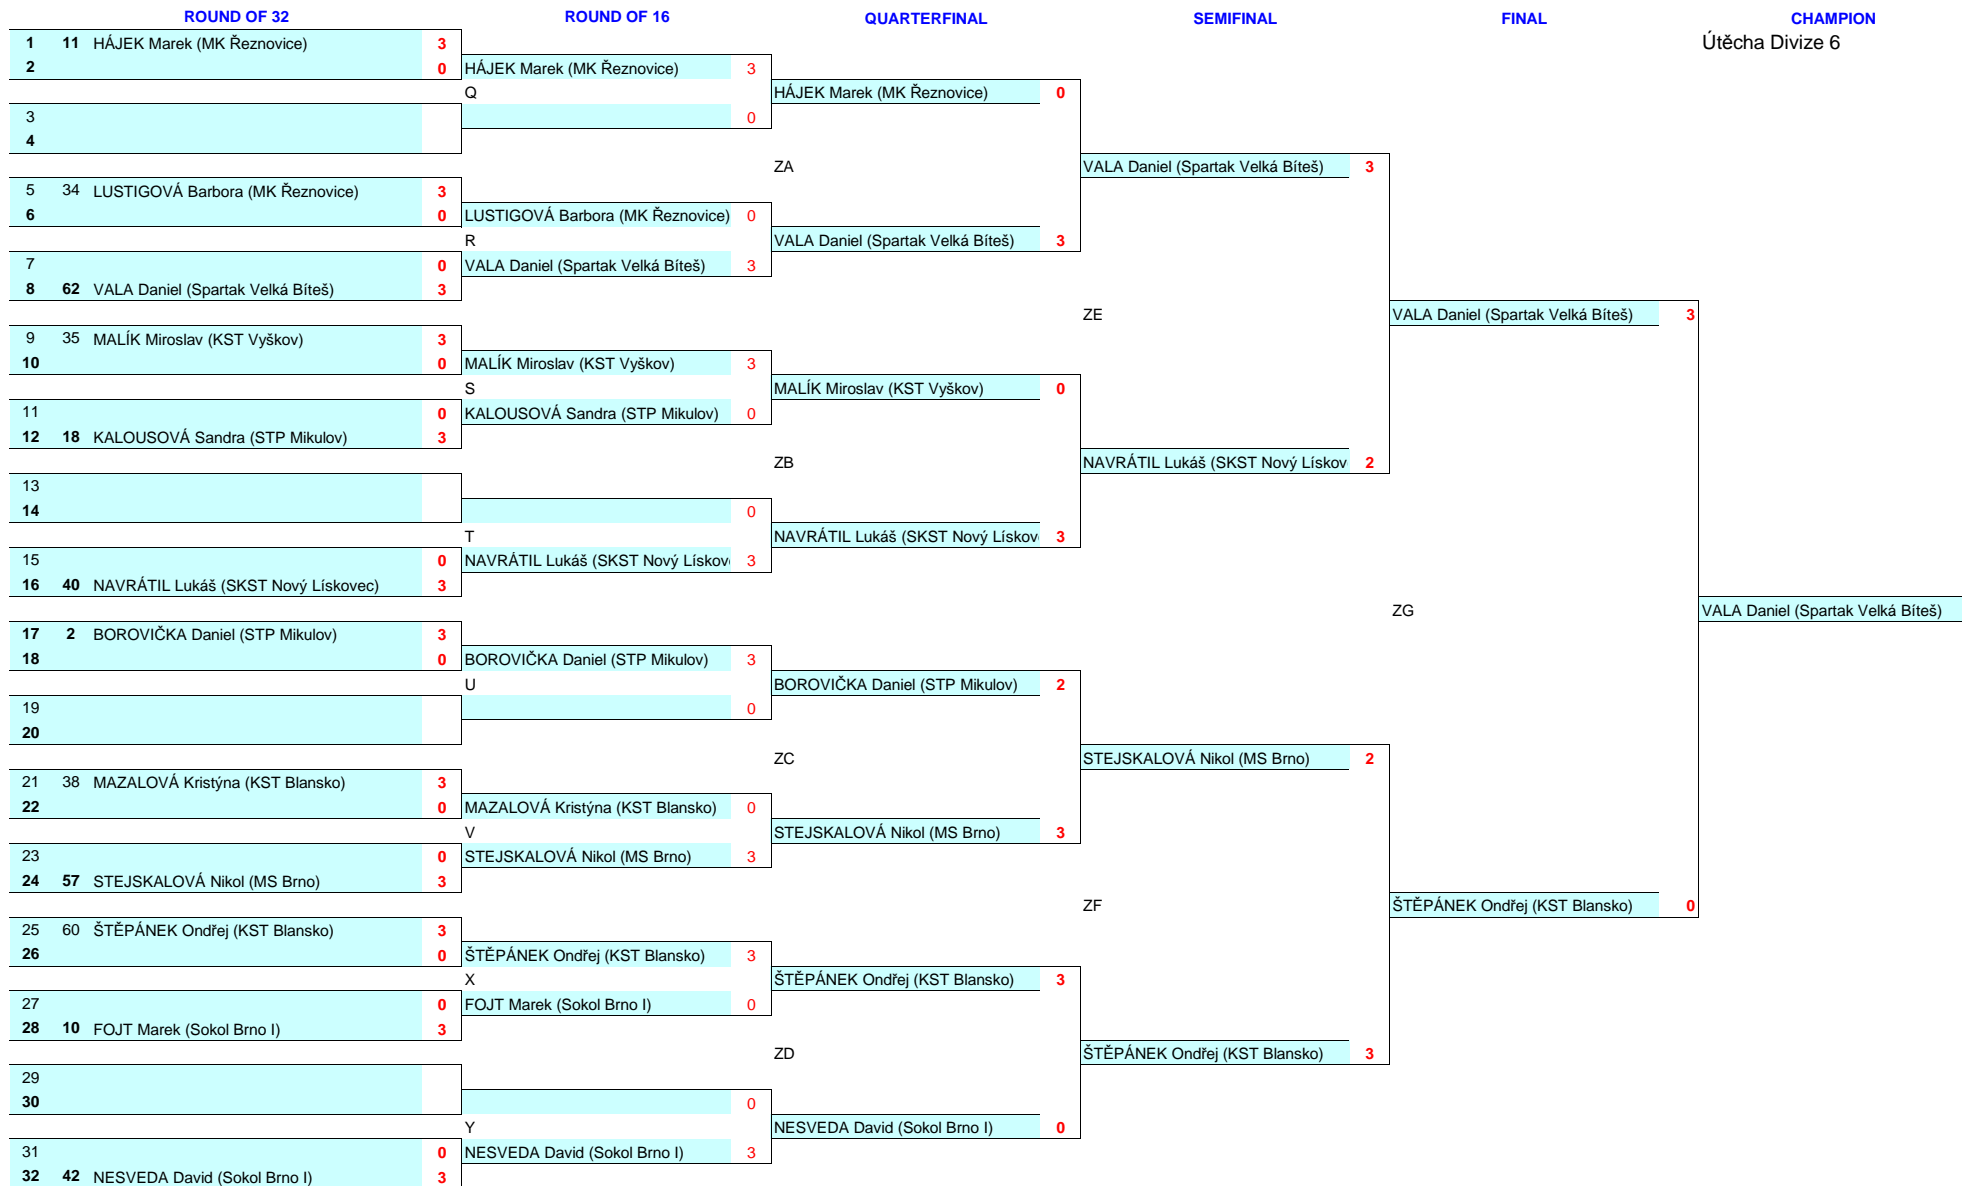 ROUND OF 32 ROUND OF 16 QUARTERFINAL SEMIFINAL FINAL CHAMPION
1 11 HÁJEK Marek (MK Řeznovice) 3 Útěcha Divize 6
2 0 HÁJEK Marek (MK Řeznovice) 3
Q HÁJEK Marek (MK Řeznovice) 0
3 0
4
ZA VALA Daniel (Spartak Velká Bíteš) 3
5 34 LUSTIGOVÁ Barbora (MK Řeznovice) 3
6 0 LUSTIGOVÁ Barbora (MK Řeznovice) 0
R VALA Daniel (Spartak Velká Bíteš) 3
7 0 VALA Daniel (Spartak Velká Bíteš) 3
8 62 VALA Daniel (Spartak Velká Bíteš) 3
ZE VALA Daniel (Spartak Velká Bíteš) 3
9 35 MALÍK Miroslav (KST Vyškov) 3
10 0 MALÍK Miroslav (KST Vyškov) 3
S MALÍK Miroslav (KST Vyškov) 0
11 0 KALOUSOVÁ Sandra (STP Mikulov) 0
12 18 KALOUSOVÁ Sandra (STP Mikulov) 3
ZB NAVRÁTIL Lukáš (SKST Nový Lískov 2
13
14 0
T NAVRÁTIL Lukáš (SKST Nový Lískov 3
15 0 NAVRÁTIL Lukáš (SKST Nový Lískov 3
16 40 NAVRÁTIL Lukáš (SKST Nový Lískovec) 3
ZG VALA Daniel (Spartak Velká Bíteš)
17 2 BOROVIČKA Daniel (STP Mikulov) 3
18 0 BOROVIČKA Daniel (STP Mikulov) 3
U BOROVIČKA Daniel (STP Mikulov) 2
19 0
20
ZC STEJSKALOVÁ Nikol (MS Brno) 2
21 38 MAZALOVÁ Kristýna (KST Blansko) 3
22 0 MAZALOVÁ Kristýna (KST Blansko) 0
V STEJSKALOVÁ Nikol (MS Brno) 3
23 0 STEJSKALOVÁ Nikol (MS Brno) 3
24 57 STEJSKALOVÁ Nikol (MS Brno) 3
ZF ŠTĚPÁNEK Ondřej (KST Blansko) 0
25 60 ŠTĚPÁNEK Ondřej (KST Blansko) 3
26 0 ŠTĚPÁNEK Ondřej (KST Blansko) 3
X ŠTĚPÁNEK Ondřej (KST Blansko) 3
27 0 FOJT Marek (Sokol Brno I) 0
28 10 FOJT Marek (Sokol Brno I) 3
ZD ŠTĚPÁNEK Ondřej (KST Blansko) 3
29
30 0
Y NESVEDA David (Sokol Brno I) 0
31 0 NESVEDA David (Sokol Brno I) 3
32 42 NESVEDA David (Sokol Brno I) 3